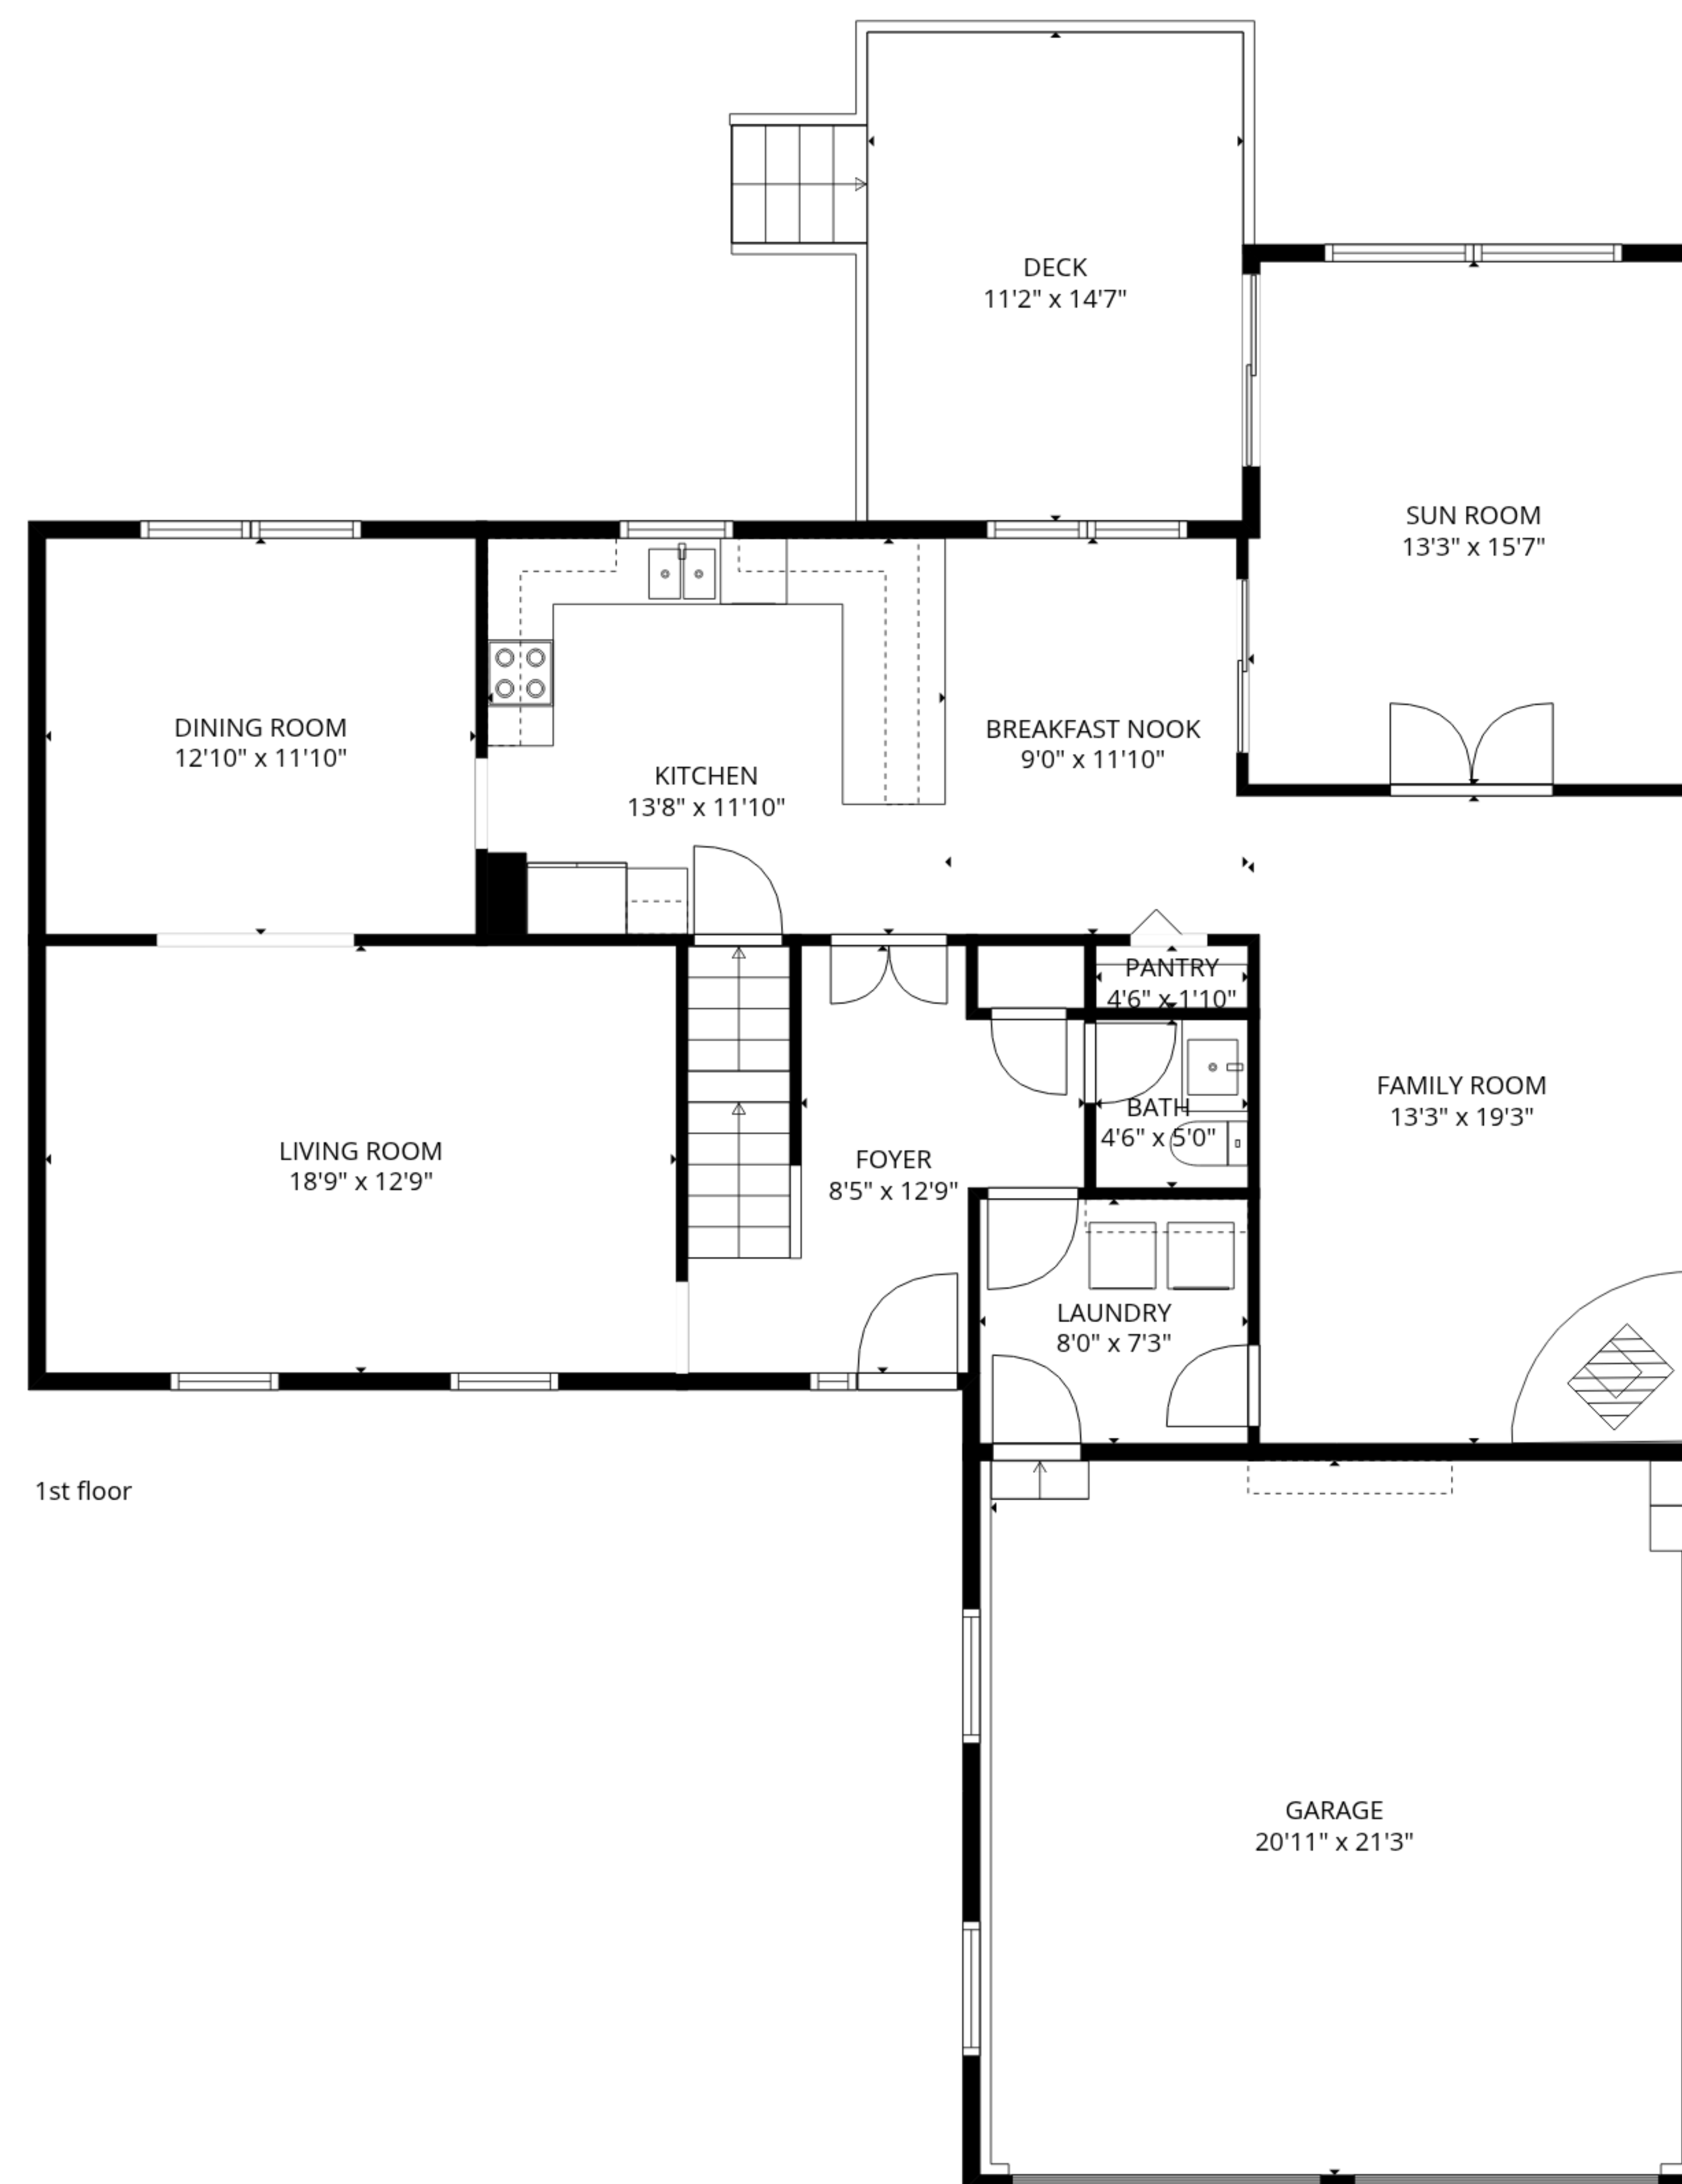 DECK
11'2" x 14'7"
SUN ROOM
13'3" x 15'7"
DINING ROOM
12'10" x 11'10"
KITCHEN
13'8" x 11'10"
BREAKFAST NOOK
9'0" x 11'10"
PANTRY
4'6" x 1'10"
BATH
4'6" x 5'0"
FAMILY ROOM
13'3" x 19'3"
LIVING ROOM
18'9" x 12'9"
FOYER
8'5" x 12'9"
LAUNDRY
8'0" x 7'3"
1st floor
GARAGE
20'11" x 21'3"